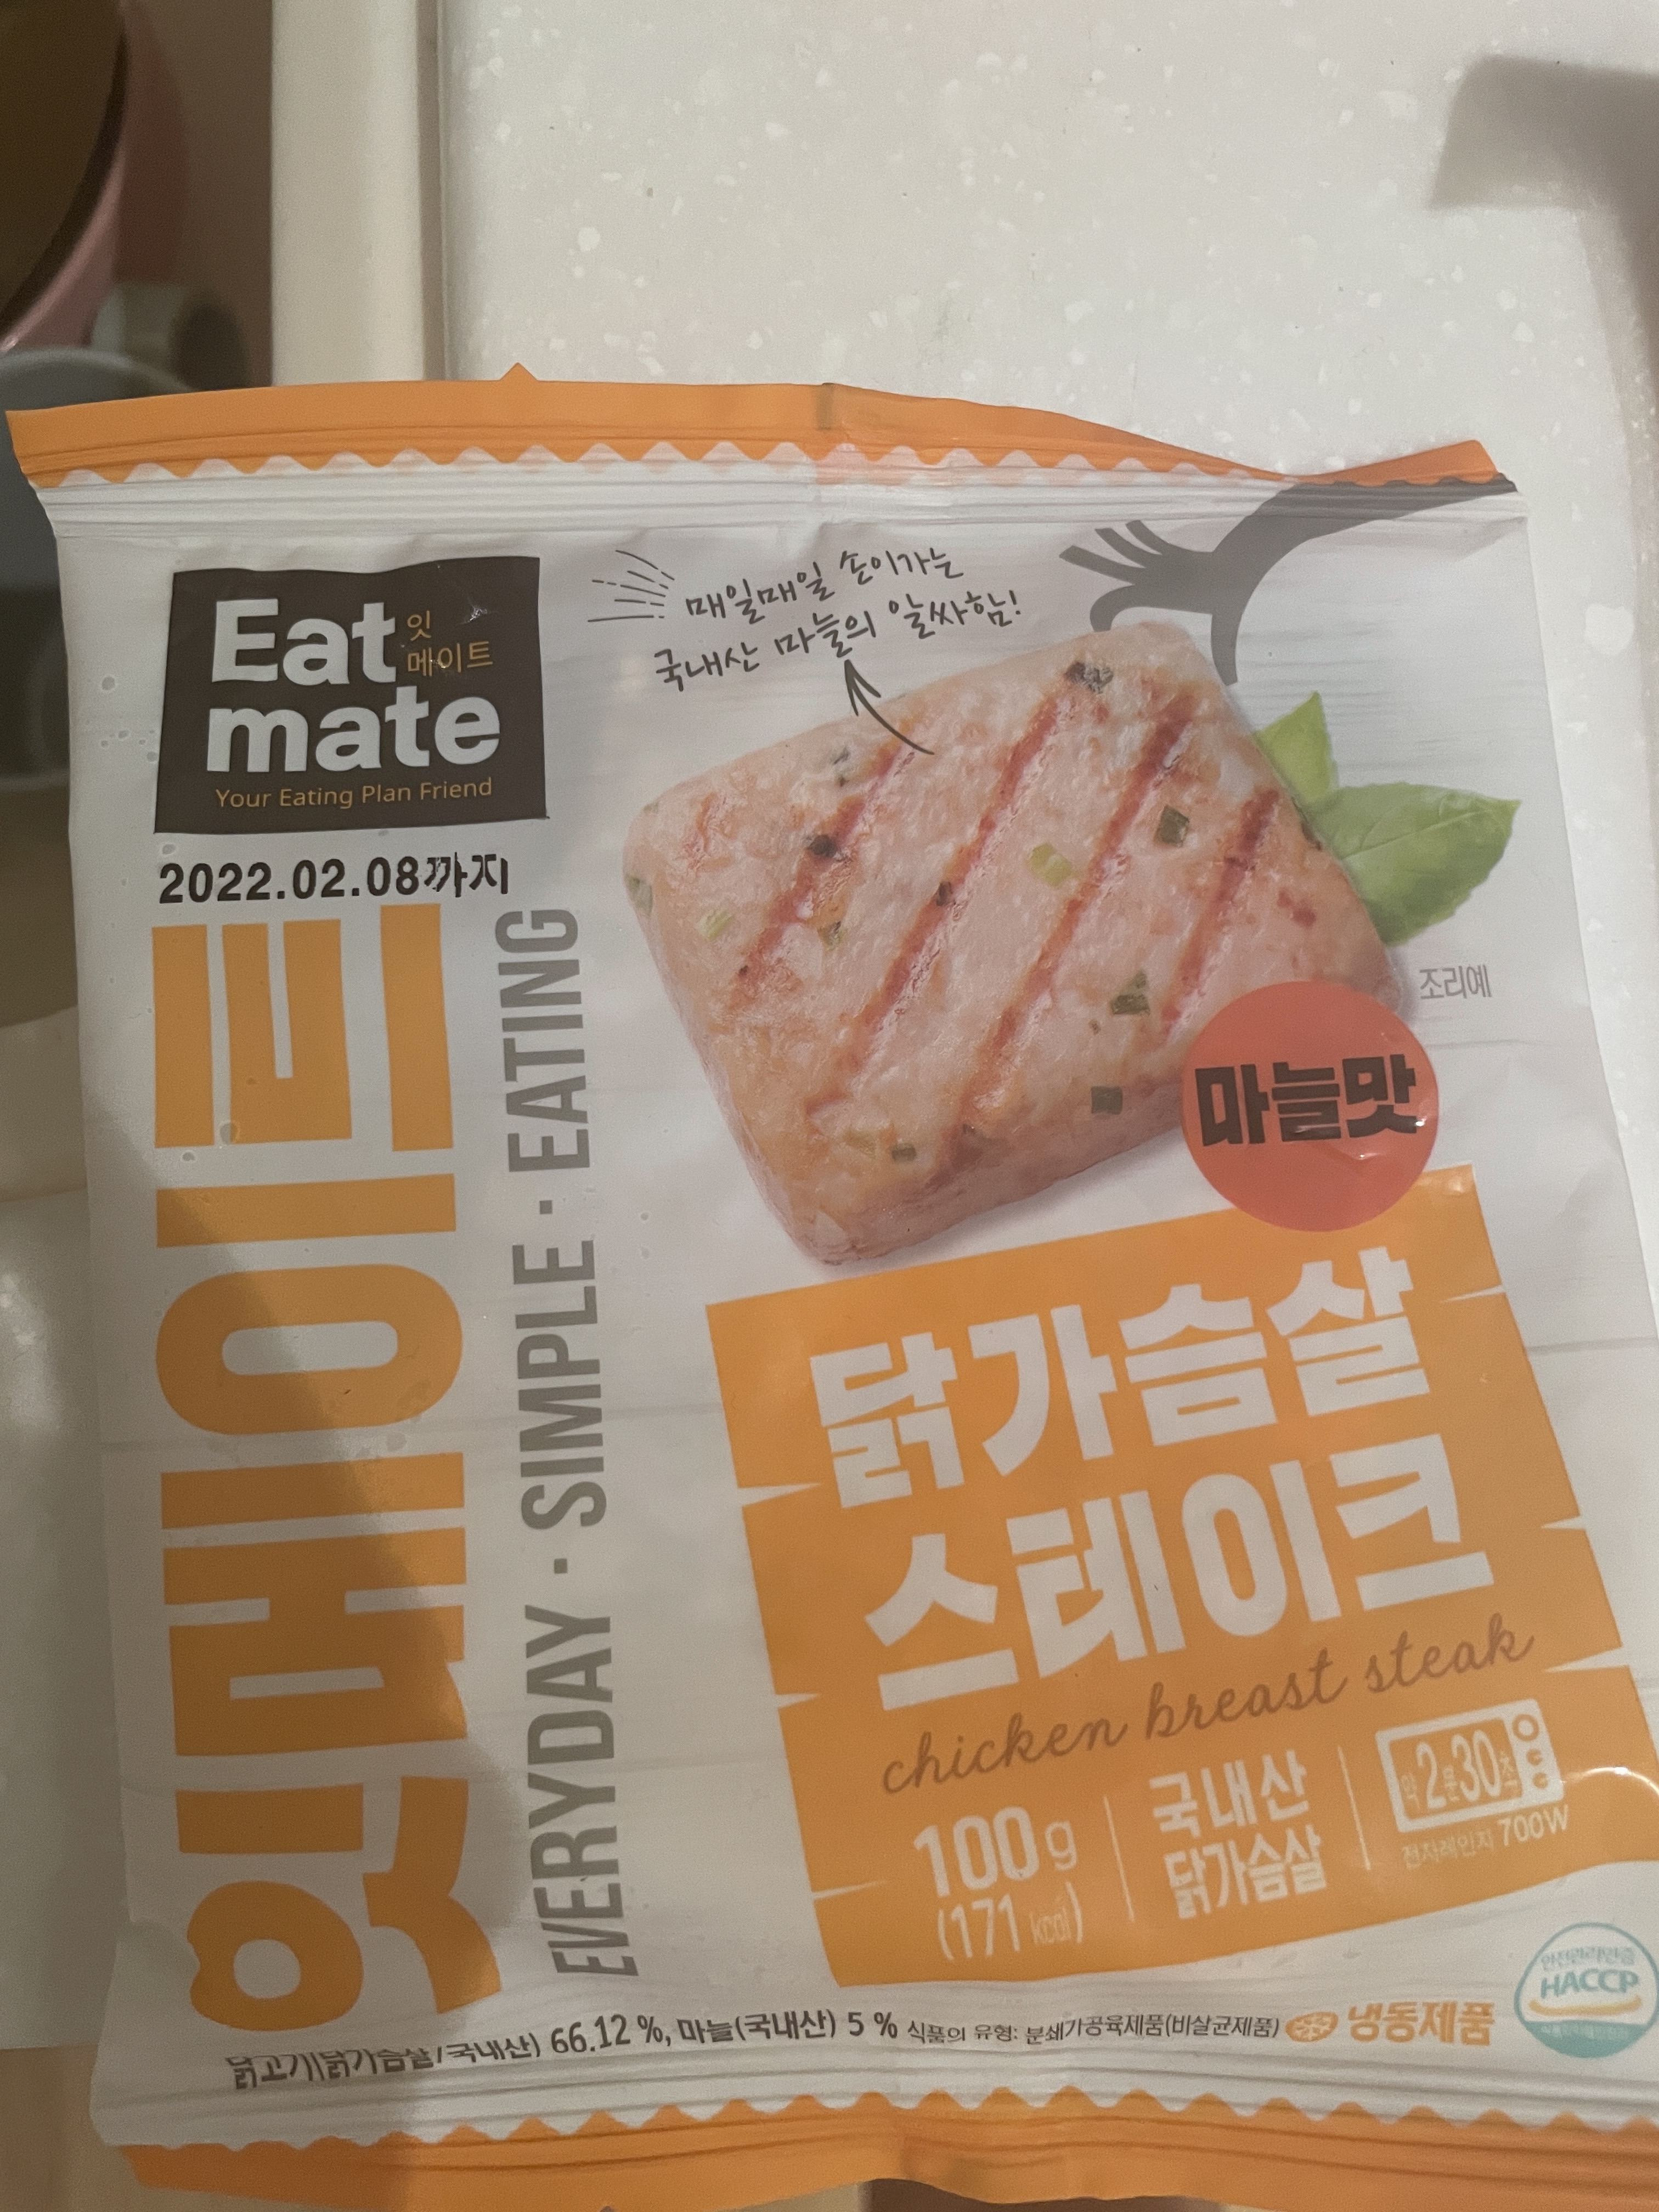 Eat 잇
mate 메이트
Your Eating Plan Friend
2022.02.08까지
매일매일 손이가는
국내산 마늘의 알싸함!
잇메이트
EVERYDAY · SIMPLE · EATING
조리예
마늘맛
닭가슴살
스테이크
chicken breast steak
100g
(171 kcal)
국내산
닭가슴살
약 2분30초
전자레인지 700W
안전관리인증
HACCP
닭고기(닭가슴살/국내산) 66.12 %, 마늘(국내산) 5 % 식품의 유형: 분쇄가공육제품(비살균제품) 냉동제품